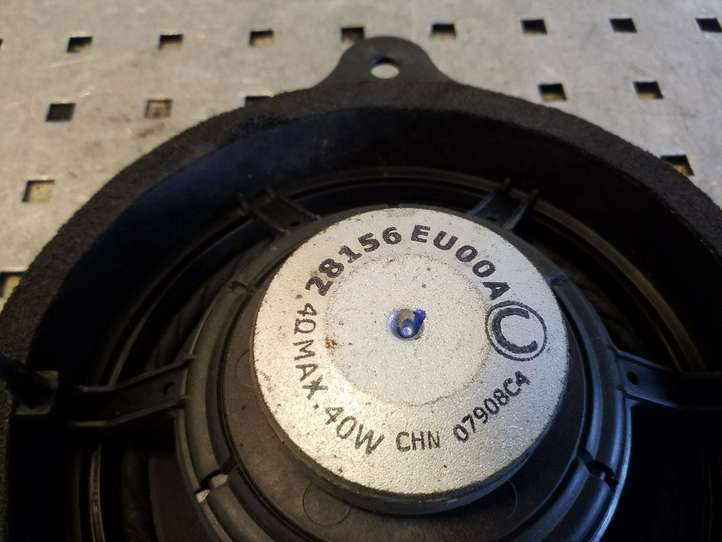 28156 EU00A
4Ω MAX. 40W
CHN 07908C4